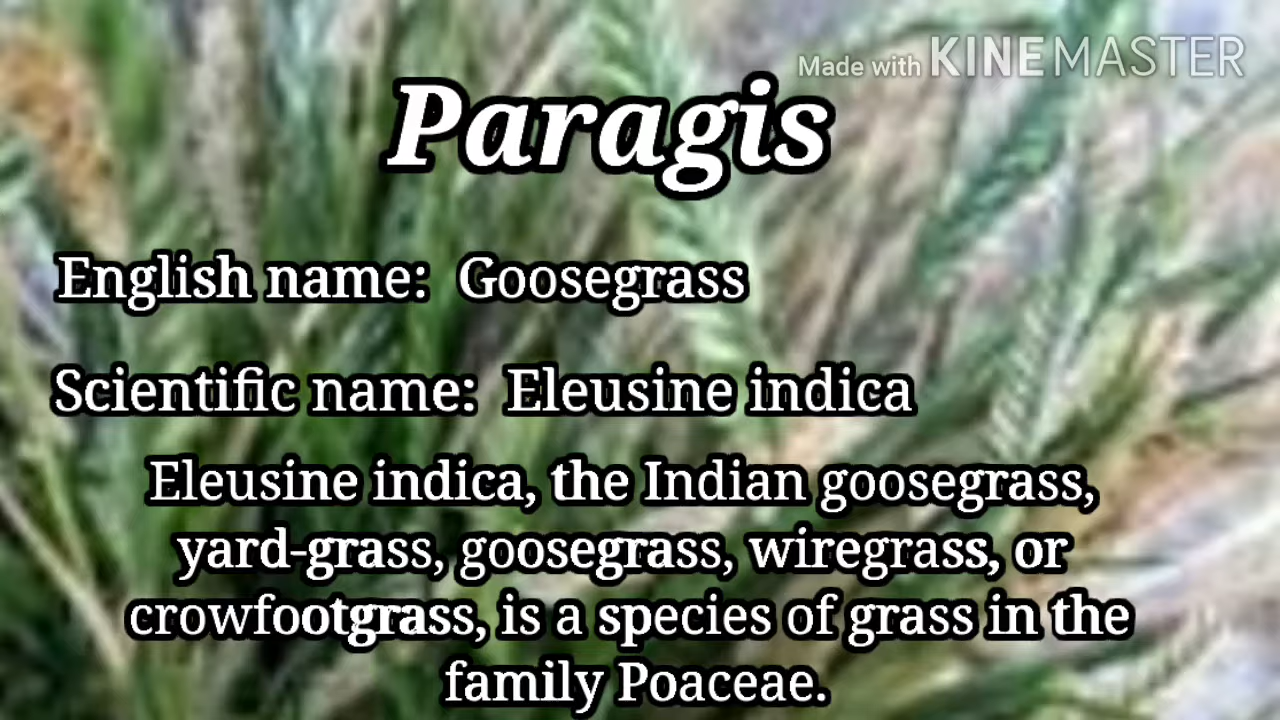 Made with KINEMASTER
Paragis
English name: Goosegrass
Scientific name: Eleusine indica
Eleusine indica, the Indian goosegrass,
yard-grass, goosegrass, wiregrass, or
crowfootgrass, is a species of grass in the
family Poaceae.